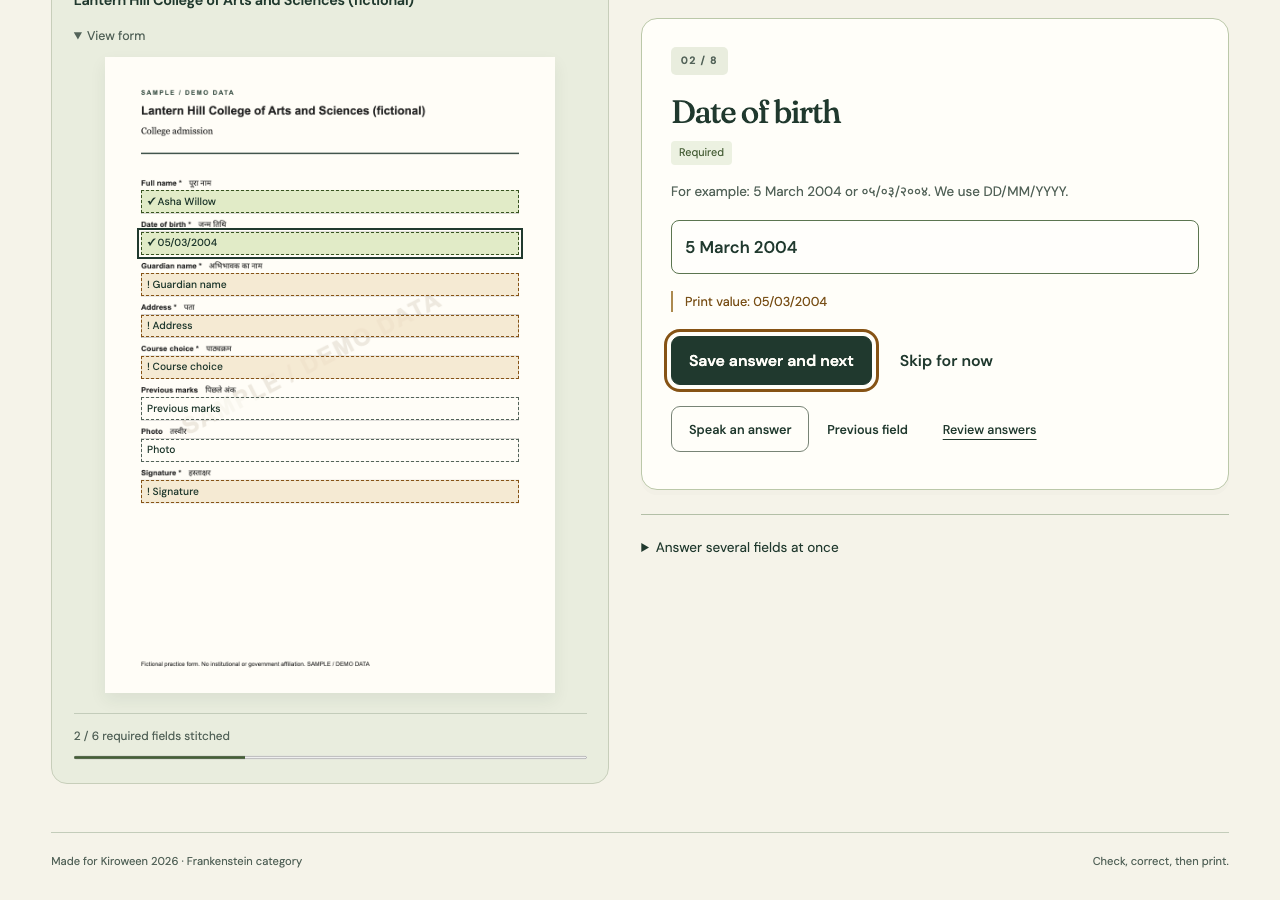 Lantern Hill College of Arts and Sciences (fictional)
▼ View form
SAMPLE / DEMO DATA
Lantern Hill College of Arts and Sciences (fictional)
College admission
Full name * पूरा नाम
✓ Asha Willow
Date of birth * जन्म तिथि
✓ 05/03/2004
Guardian name * अभिभावक का नाम
! Guardian name
Address * पता
! Address
Course choice * पाठ्यक्रम
! Course choice
Previous marks पिछले अंक
Previous marks
Photo तस्वीर
Photo
Signature * हस्ताक्षर
! Signature
SAMPLE / DEMO DATA
Fictional practice form. No institutional or government affiliation. SAMPLE / DEMO DATA
2 / 6 required fields stitched
02 / 8
Date of birth
Required
For example: 5 March 2004 or ०५/०३/२००४. We use DD/MM/YYYY.
5 March 2004
Print value: 05/03/2004
Save answer and next Skip for now
Speak an answer Previous field Review answers
▶ Answer several fields at once
Made for Kiroween 2026 · Frankenstein category
Check, correct, then print.